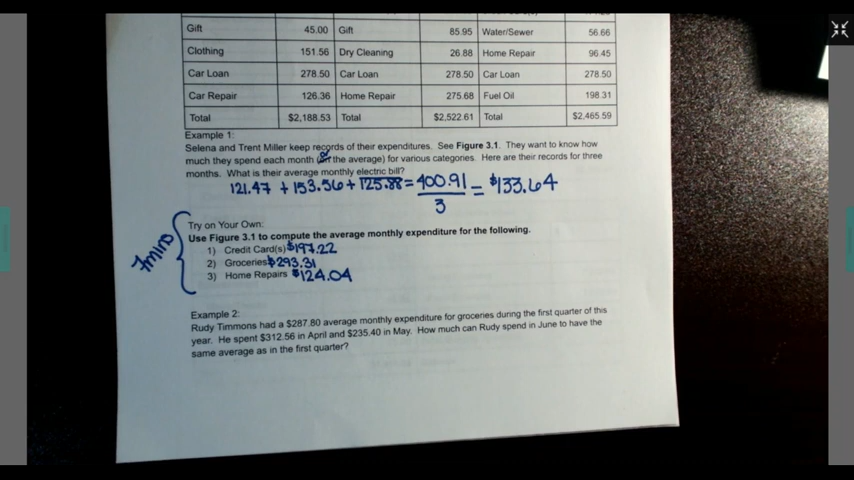 Gift 45.00 Gift 85.95 Water/Sewer 56.66
Clothing 151.56 Dry Cleaning 26.88 Home Repair 96.45
Car Loan 278.50 Car Loan 278.50 Car Loan 278.50
Car Repair 126.36 Home Repair 275.68 Fuel Oil 198.31
Total $2,188.53 Total $2,522.61 Total $2,465.59
Example 1:
Selena and Trent Miller keep records of their expenditures. See Figure 3.1. They want to know how
much they spend each month (on the average) for various categories. Here are their records for three
months. What is their average monthly electric bill?
121.47 + 153.56 + 125.88 = 400.91 = $133.64
3
7mins
Try on Your Own:
Use Figure 3.1 to compute the average monthly expenditure for the following.
1) Credit Card(s) $197.22
2) Groceries $293.31
3) Home Repairs $124.04
Example 2:
Rudy Timmons had a $287.80 average monthly expenditure for groceries during the first quarter of this
year. He spent $312.56 in April and $235.40 in May. How much can Rudy spend in June to have the
same average as in the first quarter?